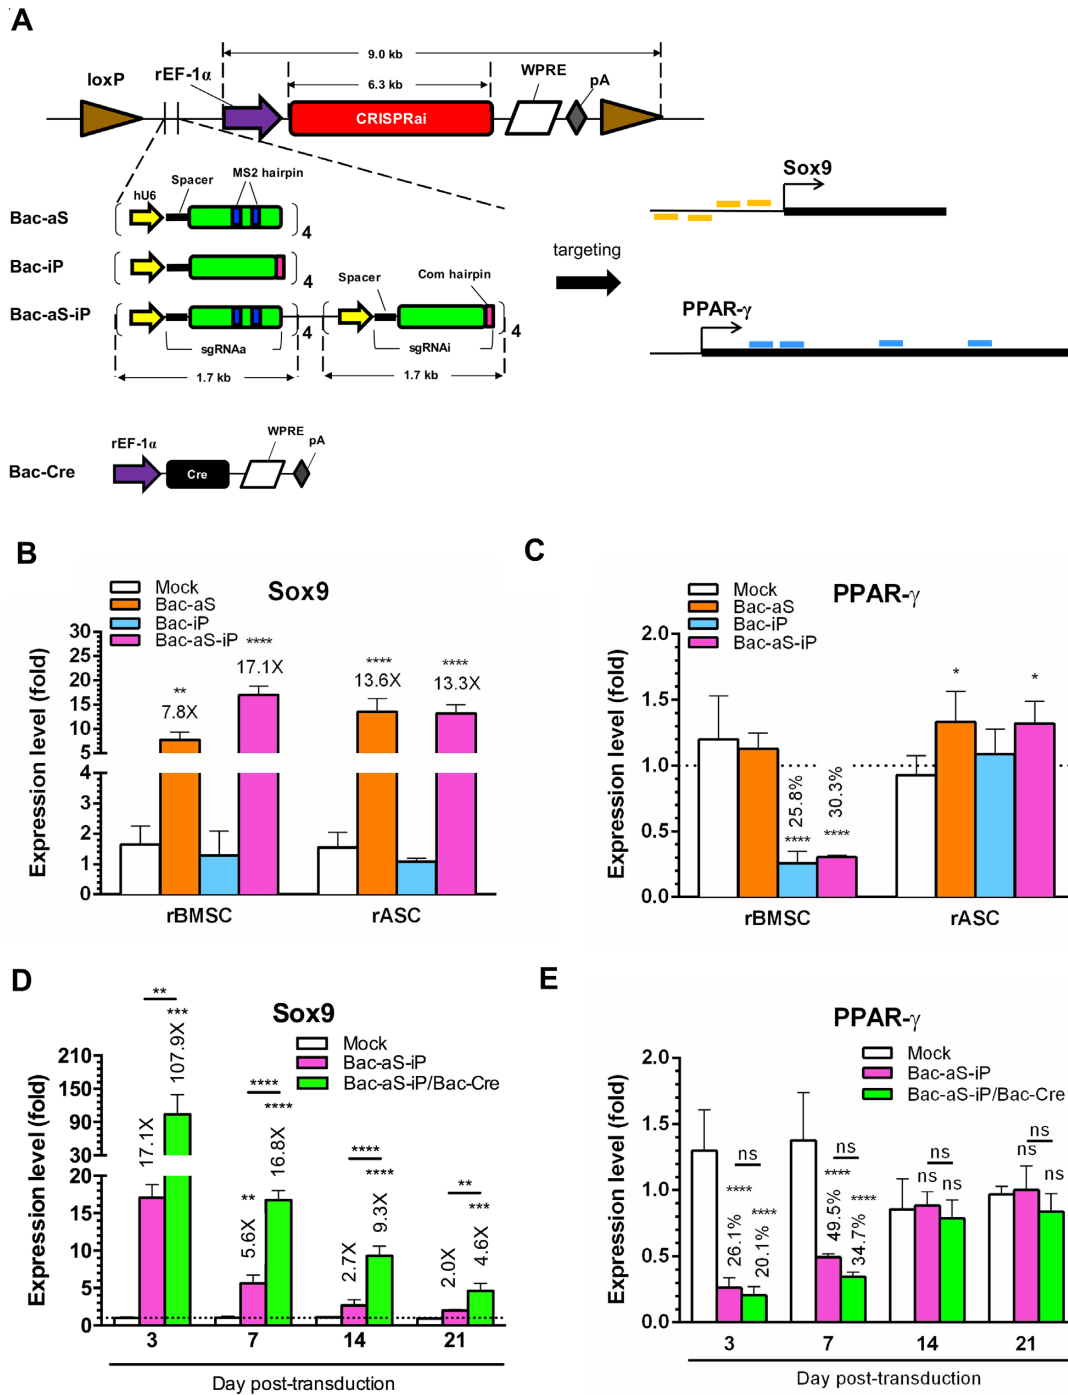 A
9.0 kb
loxP
rEF-1α
WPRE
pA
6.3 kb
CRISPRai
Sox9
hU6
Spacer
MS2 hairpin
Bac-aS
4
targeting
Bac-iP
4
Spacer
Com hairpin
PPAR-γ
Bac-aS-iP
4
4
sgRNAa
sgRNAi
1.7 kb
1.7 kb
rEF-1α
WPRE
pA
Bac-Cre
Cre
B
Sox9
Mock
Bac-aS
Bac-iP
Bac-aS-iP
Expression level (fold)
30
25
20
15
10
5
4
3
2
1
0
**
7.8X
****
17.1X
****
13.6X
****
13.3X
rBMSC
rASC
C
PPAR-γ
Mock
Bac-aS
Bac-iP
Bac-aS-iP
Expression level (fold)
2.0
1.5
1.0
0.5
0.0
25.8%
****
30.3%
****
*
*
rBMSC
rASC
D
Sox9
Mock
Bac-aS-iP
Bac-aS-iP/Bac-Cre
Expression level (fold)
210
150
90
30
20
15
10
5
0
**
***
17.1X
107.9X
****
****
**
5.6X
16.8X
****
****
2.7X
9.3X
**
***
2.0X
4.6X
3
7
14
21
Day post-transduction
E
PPAR-γ
Mock
Bac-aS-iP
Bac-aS-iP/Bac-Cre
Expression level (fold)
2.0
1.5
1.0
0.5
0.0
ns
****
****
26.1%
20.1%
ns
****
****
49.5%
34.7%
ns
ns
ns
ns
ns
ns
3
7
14
21
Day post-transduction